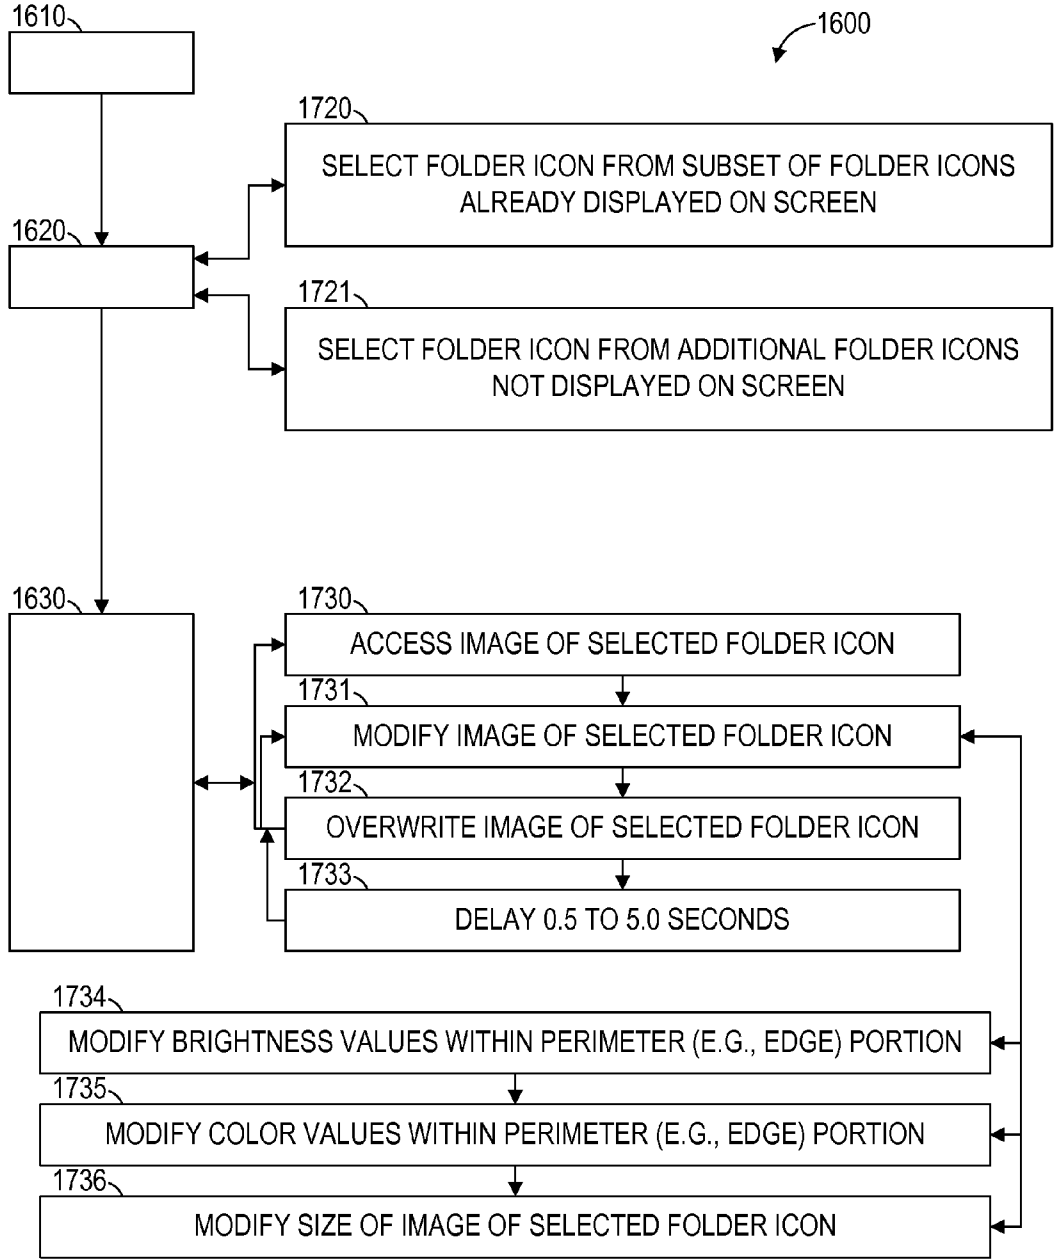 1610
1600
1720
SELECT FOLDER ICON FROM SUBSET OF FOLDER ICONS
ALREADY DISPLAYED ON SCREEN
1620
1721
SELECT FOLDER ICON FROM ADDITIONAL FOLDER ICONS
NOT DISPLAYED ON SCREEN
1630
1730
ACCESS IMAGE OF SELECTED FOLDER ICON
1731
MODIFY IMAGE OF SELECTED FOLDER ICON
1732
OVERWRITE IMAGE OF SELECTED FOLDER ICON
1733
DELAY 0.5 TO 5.0 SECONDS
1734
MODIFY BRIGHTNESS VALUES WITHIN PERIMETER (E.G., EDGE) PORTION
1735
MODIFY COLOR VALUES WITHIN PERIMETER (E.G., EDGE) PORTION
1736
MODIFY SIZE OF IMAGE OF SELECTED FOLDER ICON